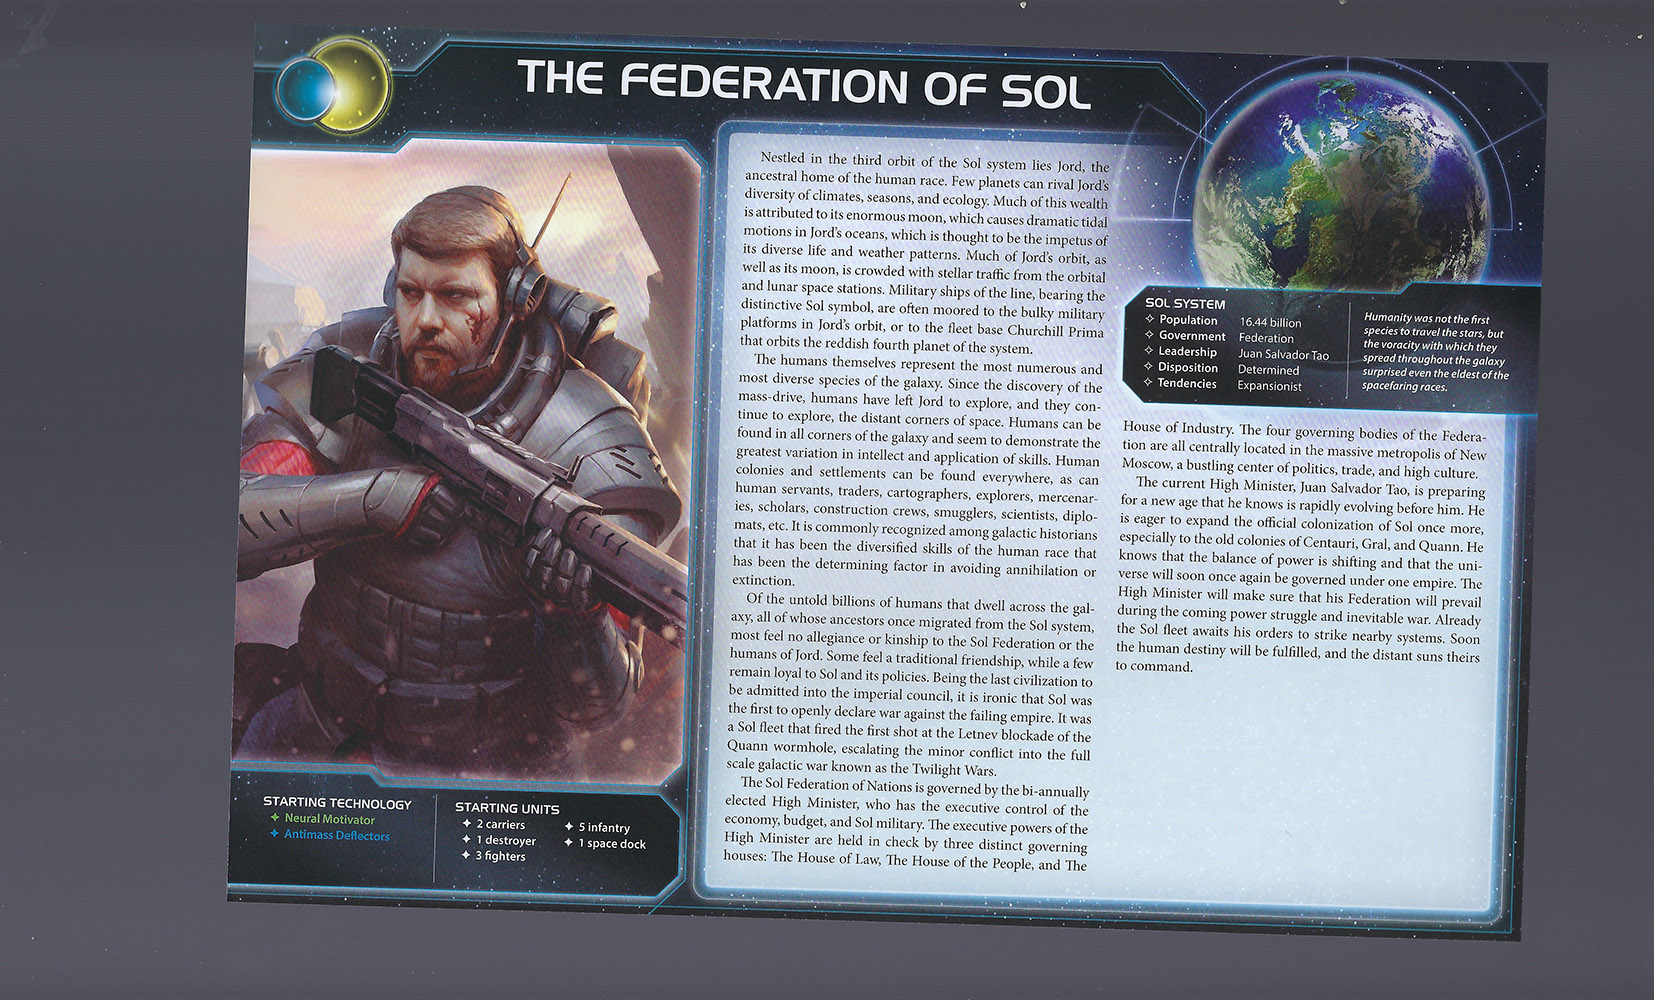 THE FEDERATION OF SOL
Nestled in the third orbit of the Sol system lies Jord, the
ancestral home of the human race. Few planets can rival Jord's
diversity of climates, seasons, and ecology. Much of this wealth
is attributed to its enormous moon, which causes dramatic tidal
motions in Jord's oceans, which is thought to be the impetus of
its diverse life and weather patterns. Much of Jord's orbit, as
well as its moon, is crowded with stellar traffic from the orbital
and lunar space stations. Military ships of the line, bearing the
distinctive Sol symbol, are often moored to the bulky military
platforms in Jord's orbit, or to the fleet base Churchill Prima
that orbits the reddish fourth planet of the system.
The humans themselves represent the most numerous and
most diverse species of the galaxy. Since the discovery of the
mass-drive, humans have left Jord to explore, and they con-
tinue to explore, the distant corners of space. Humans can be
found in all corners of the galaxy and seem to demonstrate the
greatest variation in intellect and application of skills. Human
colonies and settlements can be found everywhere, as can
human servants, traders, cartographers, explorers, mercenar-
ies, scholars, construction crews, smugglers, scientists, diplo-
mats, etc. It is commonly recognized among galactic historians
that it has been the diversified skills of the human race that
has been the determining factor in avoiding annihilation or
extinction.
Of the untold billions of humans that dwell across the gal-
axy, all of whose ancestors once migrated from the Sol system,
most feel no allegiance or kinship to the Sol Federation or the
humans of Jord. Some feel a traditional friendship, while a few
remain loyal to Sol and its policies. Being the last civilization to
be admitted into the imperial council, it is ironic that Sol was
the first to openly declare war against the failing empire. It was
a Sol fleet that fired the first shot at the Letnev blockade of the
Quann wormhole, escalating the minor conflict into the full
scale galactic war known as the Twilight Wars.
The Sol Federation of Nations is governed by the bi-annually
elected High Minister, who has the executive control of the
economy, budget, and Sol military. The executive powers of the
High Minister are held in check by three distinct governing
houses: The House of Law, The House of the People, and The
SOL SYSTEM
Population 16.44 billion
Government Federation
Leadership Juan Salvador Tao
Disposition Determined
Tendencies Expansionist
Humanity was not the first
species to travel the stars, but
the voracity with which they
spread throughout the galaxy
surprised even the eldest of the
spacefaring races.
House of Industry. The four governing bodies of the Federa-
tion are all centrally located in the massive metropolis of New
Moscow, a bustling center of politics, trade, and high culture.
The current High Minister, Juan Salvador Tao, is preparing
for a new age that he knows is rapidly evolving before him. He
is eager to expand the official colonization of Sol once more,
especially to the old colonies of Centauri, Gral, and Quann. He
knows that the balance of power is shifting and that the uni-
verse will soon once again be governed under one empire. The
High Minister will make sure that his Federation will prevail
during the coming power struggle and inevitable war. Already
the Sol fleet awaits his orders to strike nearby systems. Soon
the human destiny will be fulfilled, and the distant suns theirs
to command.
STARTING TECHNOLOGY
Neural Motivator
Antimass Deflectors
STARTING UNITS
2 carriers
1 destroyer
3 fighters
5 infantry
1 space dock